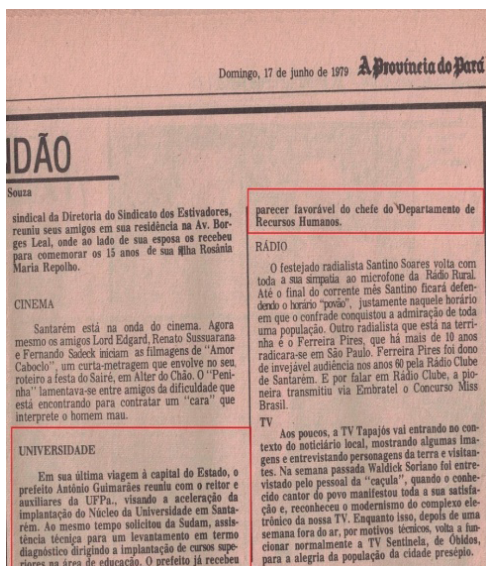 Domingo, 17 de junho de 1979 A Província do Pará
IDÃO
Souza
sindical da Diretoria do Sindicato dos Estivadores,
reuniu seus amigos em sua residência na Av. Bor-
ges Leal, onde ao lado de sua esposa os recebeu
para comemorar os 15 anos de sua filha Rosânia
Maria Repolho.
CINEMA
Santarém está na onda do cinema. Agora
mesmo os amigos Lord Edgard, Renato Sussuarana
e Fernando Sadeck iniciam as filmagens de "Amor
Caboclo", um curta-metragem que envolve no seu
roteiro a festa do Sairé, em Alter do Chão. O "Peni-
nha" lamentava-se entre amigos da dificuldade que
está encontrando para contratar um "cara" que
interprete o homem mau.
UNIVERSIDADE
Em sua última viagem à capital do Estado, o
prefeito Antônio Guimarães reuniu com o reitor e
auxiliares da UFPa., visando a aceleração da
implantação do Núcleo da Universidade em Santa-
rém. Ao mesmo tempo solicitou da Sudam, assis-
tência técnica para um levantamento em termo
diagnóstico dirigindo a implantação de cursos supe-
riores na área de educação. O prefeito já recebeu
parecer favorável do chefe do Departamento de
Recursos Humanos.
RÁDIO
O festejado radialista Santino Soares volta com
toda a sua simpatia ao microfone da Rádio Rural.
Até o final do corrente mês Santino ficará defen-
dendo o horário "povão", justamente naquele horário
em que o confrade conquistou a admiração de toda
uma população. Outro radialista que está na terri-
nha é o Ferreira Pires, que há mais de 10 anos
radicara-se em São Paulo. Ferreira Pires foi dono
de invejável audiência nos anos 60 pela Rádio Clube
de Santarém. E por falar em Rádio Clube, a pio-
neira transmitiu via Embratel o Concurso Miss
Brasil.
TV
Aos poucos, a TV Tapajós vai entrando no con-
texto do noticiário local, mostrando algumas ima-
gens e entrevistando personagens da terra e visitan-
tes. Na semana passada Waldick Soriano foi entre-
vistado pelo pessoal da "caçula", quando o conhe-
cido cantor do povo manifestou toda a sua satisfa-
ção e, reconheceu o modernismo do complexo ele-
trônico da nossa TV. Enquanto isso, depois de uma
semana fora do ar, por motivos técnicos, volta a fun-
cionar normalmente a TV Sentinela, de Óbidos,
para a alegria da população da cidade presépio.